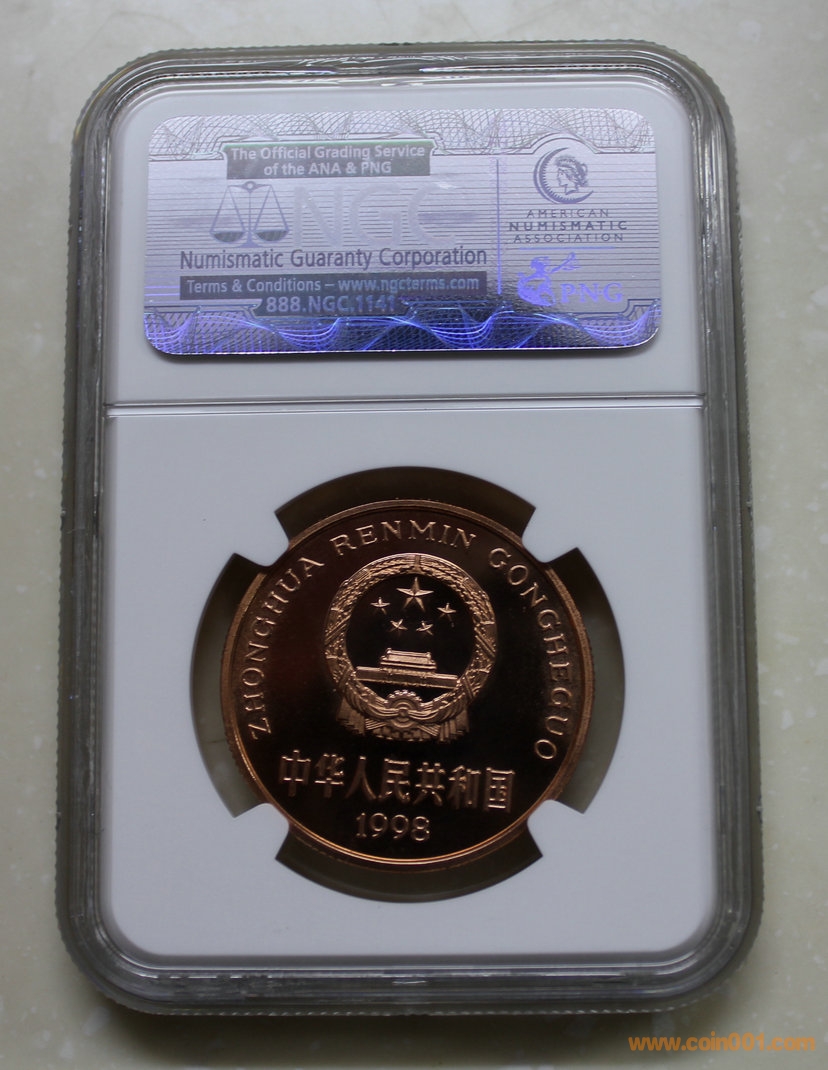 The Official Grading Service
of the ANA & PNG
NGC
Numismatic Guaranty Corporation
Terms & Conditions – www.ngcterms.com
888.NGC.1141
AMERICAN
NUMISMATIC
ASSOCIATION
PNG
ZHONGHUA RENMIN GONGHEGUO
中华人民共和国
1998
www.coin001.com